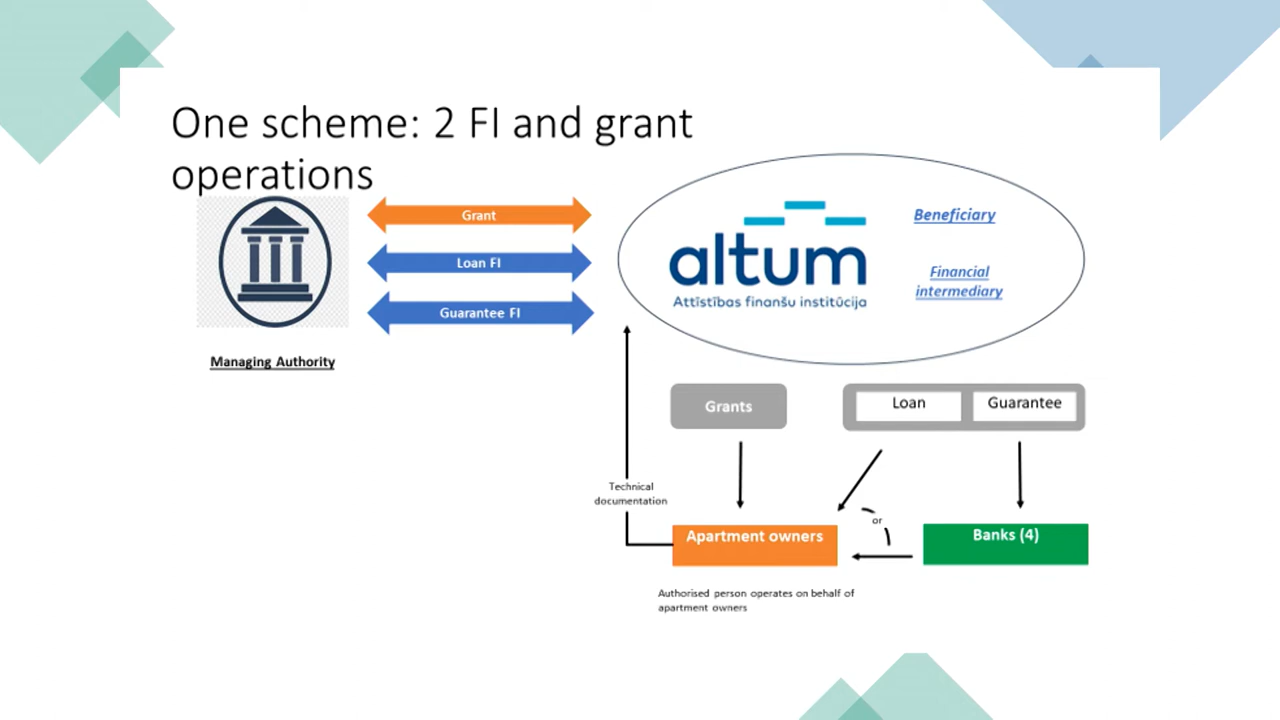 One scheme: 2 FI and grant
operations
Grant
Loan FI
Guarantee FI
Managing Authority
altum
Attīstības finanšu institūcija
Beneficiary
Financial
intermediary
Grants
Loan
Guarantee
Technical
documentation
or
Apartment owners
Banks (4)
Authorised person operates on behalf of
apartment owners